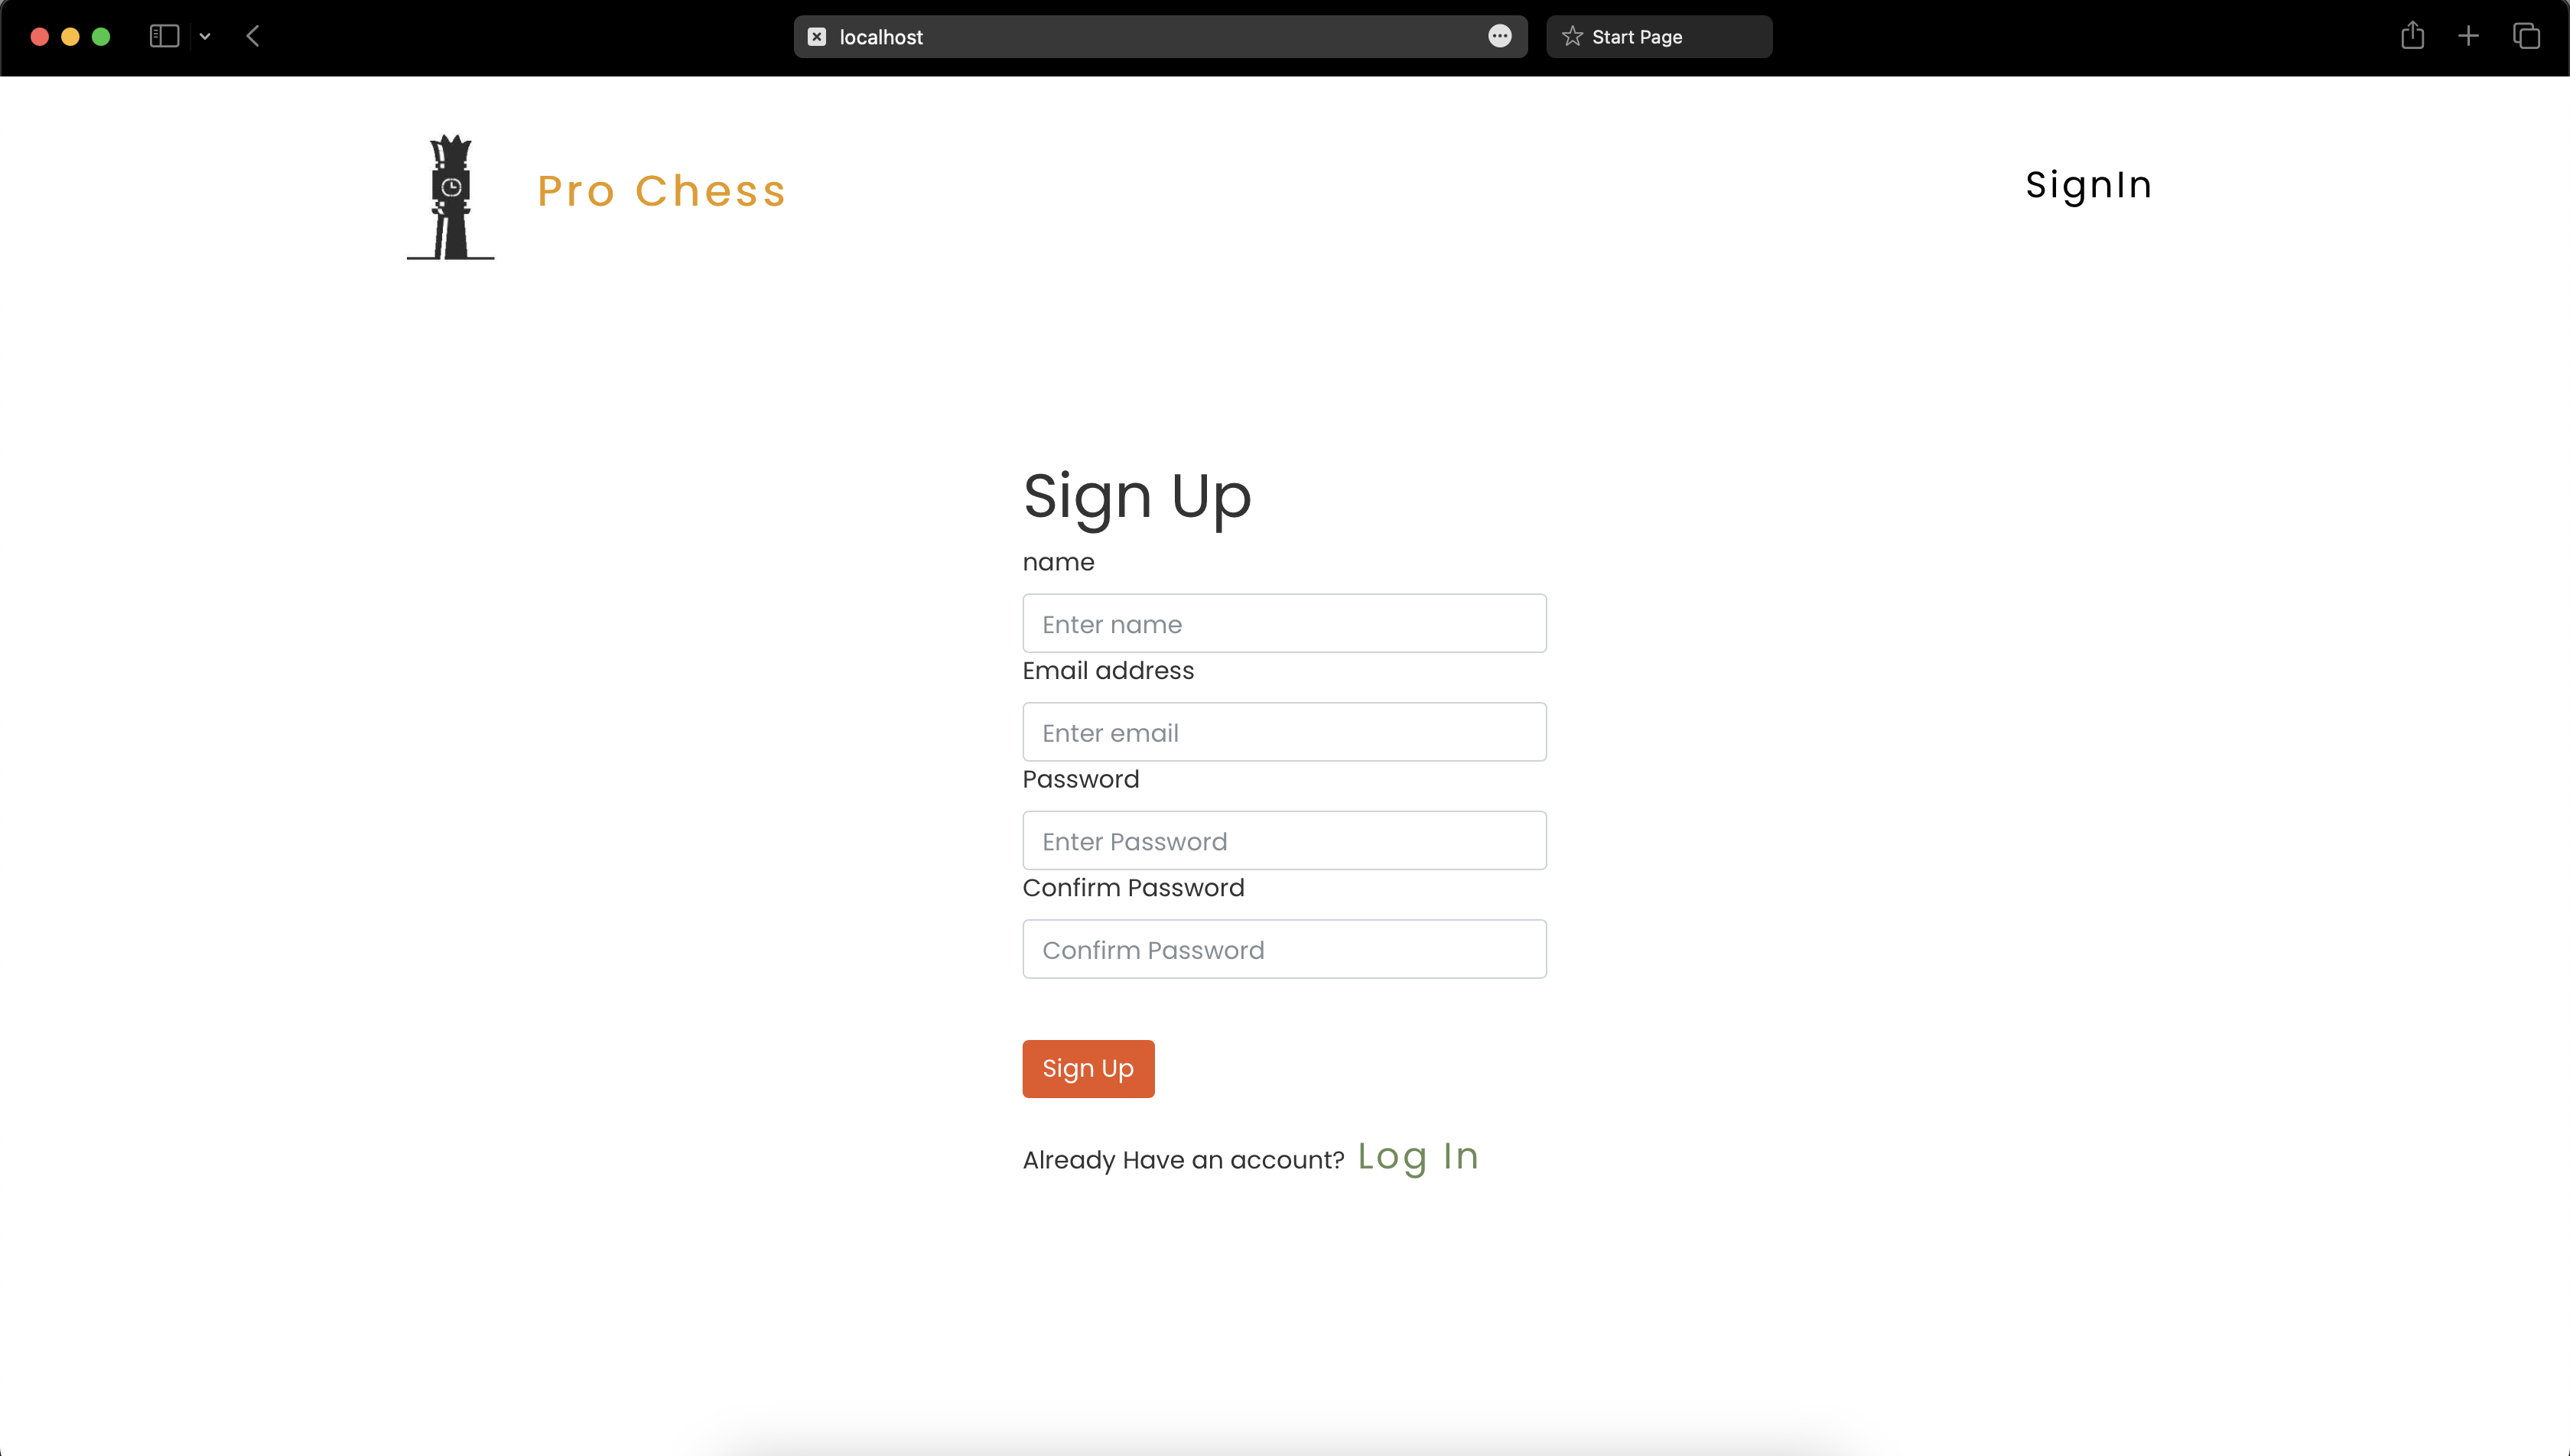 localhost
Start Page
Pro Chess
SignIn
Sign Up
name
Enter name
Email address
Enter email
Password
Enter Password
Confirm Password
Confirm Password
Sign Up
Already Have an account? Log In